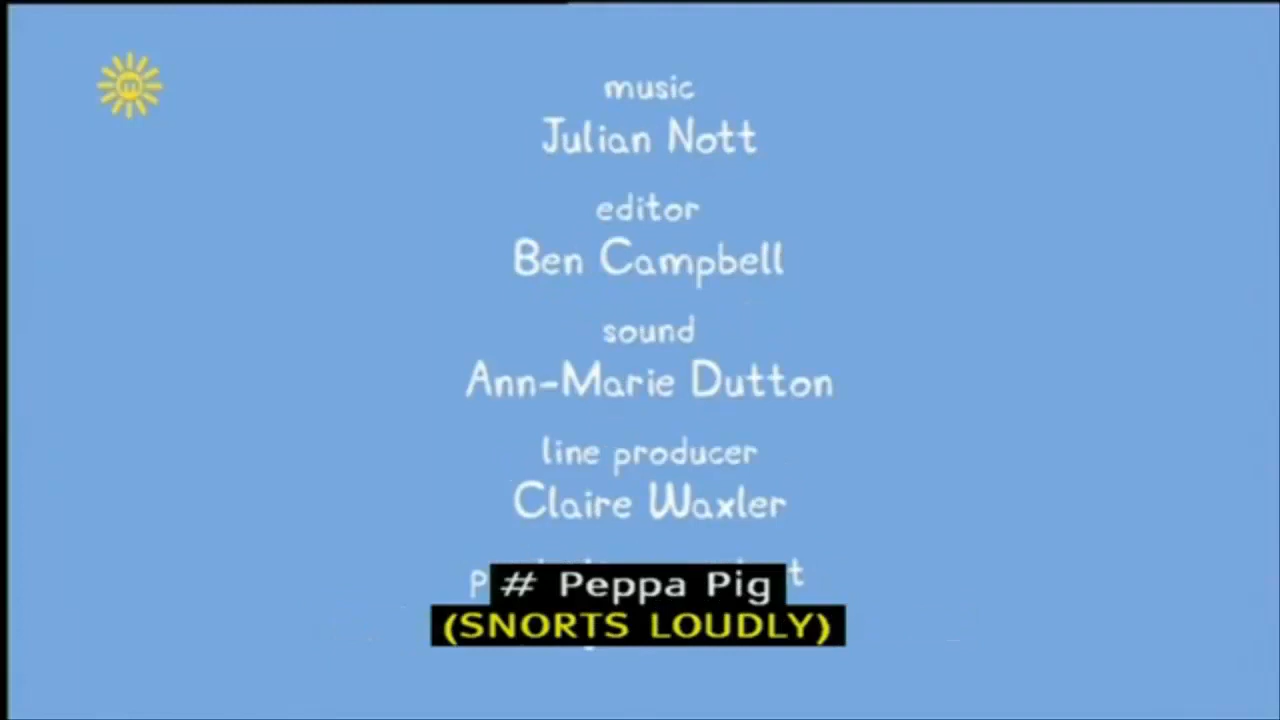 m
music
Julian Nott
editor
Ben Campbell
sound
Ann-Marie Dutton
line producer
Claire Waxler
# Peppa Pig
(SNORTS LOUDLY)